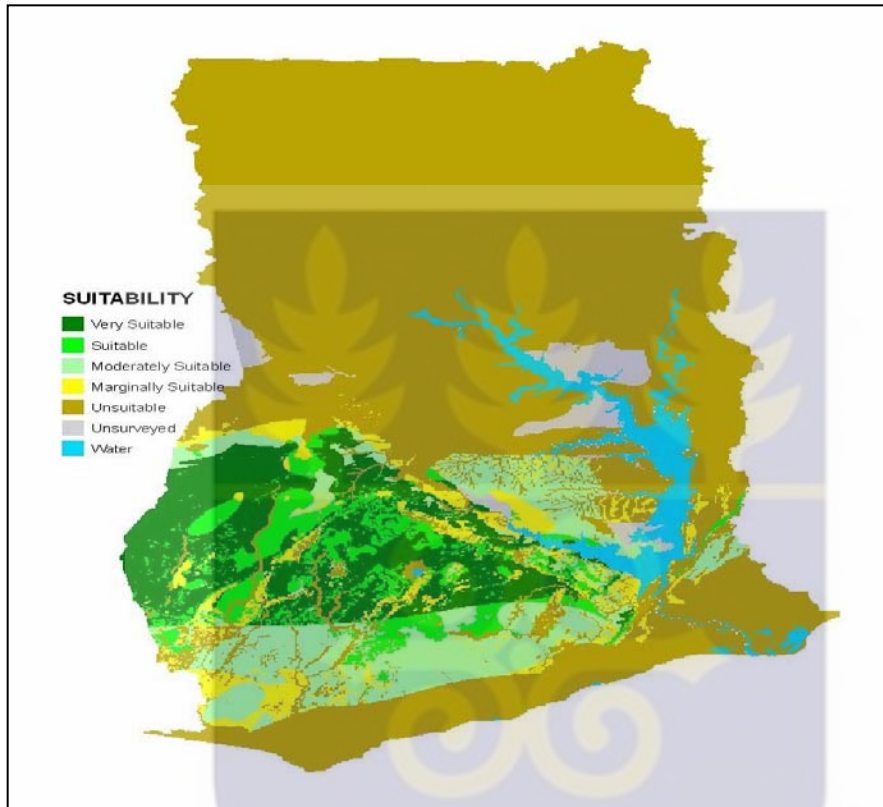 SUITABILITY
Very Suitable
Suitable
Moderately Suitable
Marginally Suitable
Unsuitable
Unsurveyed
Water